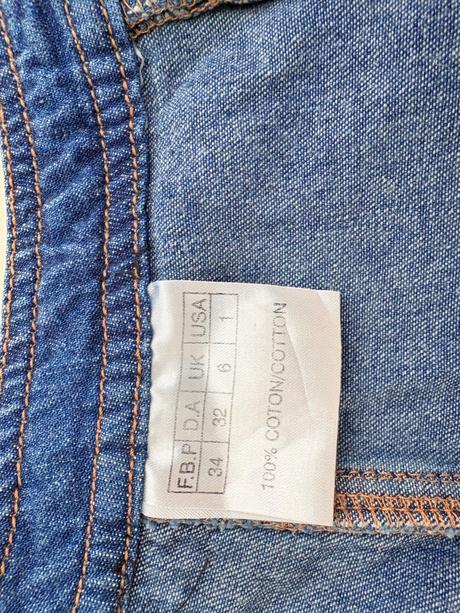 F.B.P D.A UK USA
34 32 6 1
100% COTON/COTTON